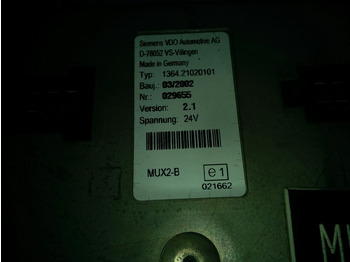 Siemens VDO Automotive AG
D-78052 VS-Villingen
Made in Germany
Typ: 1364.21020101
Bauj.: 03/2002
Nr.: 029655
Version: 2.1
Spannung: 24V
MUX2-B
e1
021662